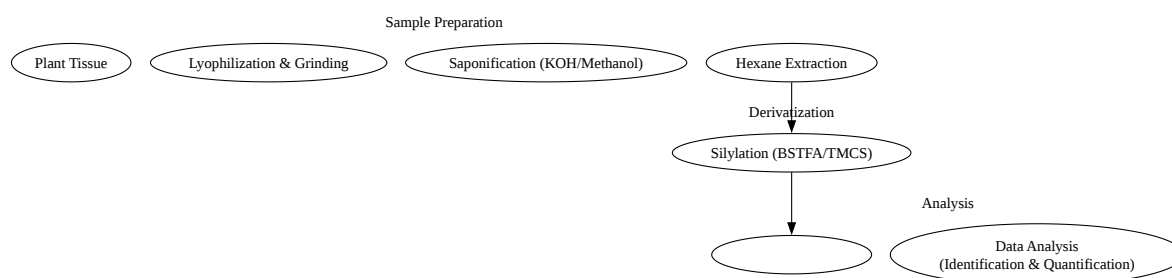 Sample Preparation
Plant Tissue
Lyophilization & Grinding
Saponification (KOH/Methanol)
Hexane Extraction
Derivatization
Silylation (BSTFA/TMCS)
Analysis
Data Analysis
(Identification & Quantification)